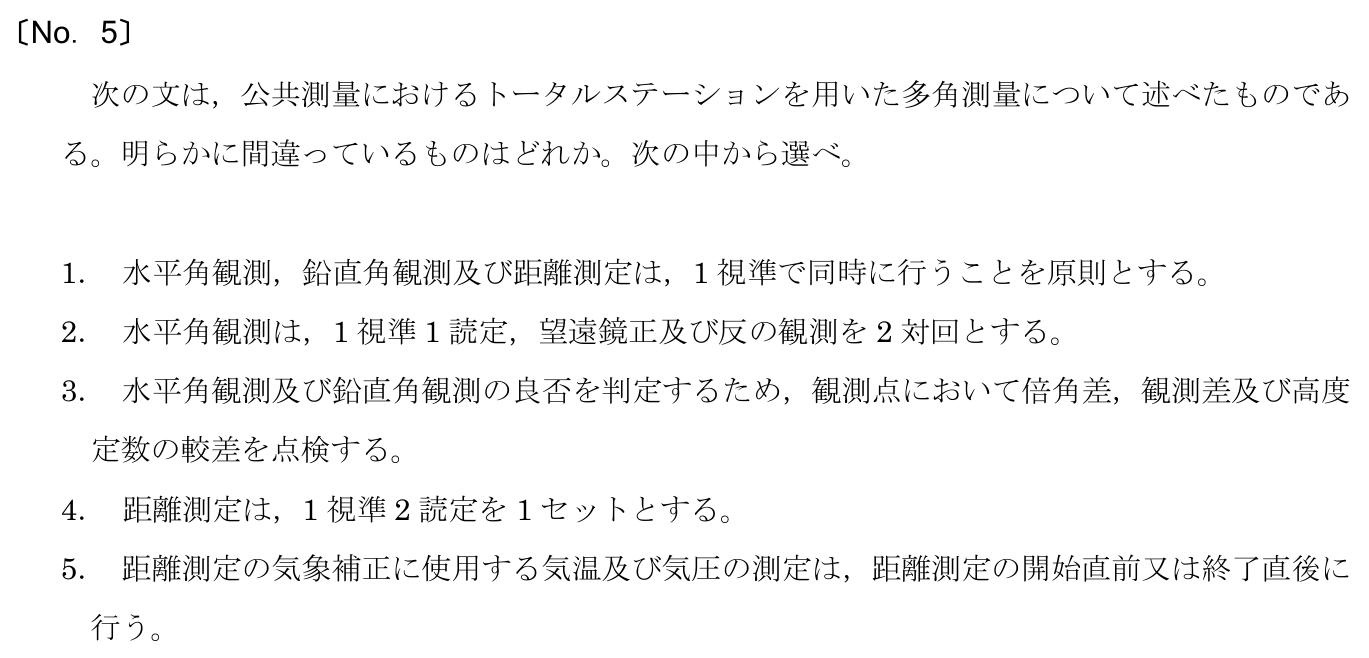 〔No. 5〕
次の文は，公共測量におけるトータルステーションを用いた多角測量について述べたものであ
る。明らかに間違っているものはどれか。次の中から選べ。
1. 水平角観測，鉛直角観測及び距離測定は，1 視準で同時に行うことを原則とする。
2. 水平角観測は，1 視準 1 読定，望遠鏡正及び反の観測を 2 対回とする。
3. 水平角観測及び鉛直角観測の良否を判定するため，観測点において倍角差，観測差及び高度
定数の較差を点検する。
4. 距離測定は，1 視準 2 読定を 1 セットとする。
5. 距離測定の気象補正に使用する気温及び気圧の測定は，距離測定の開始直前又は終了直後に
行う。